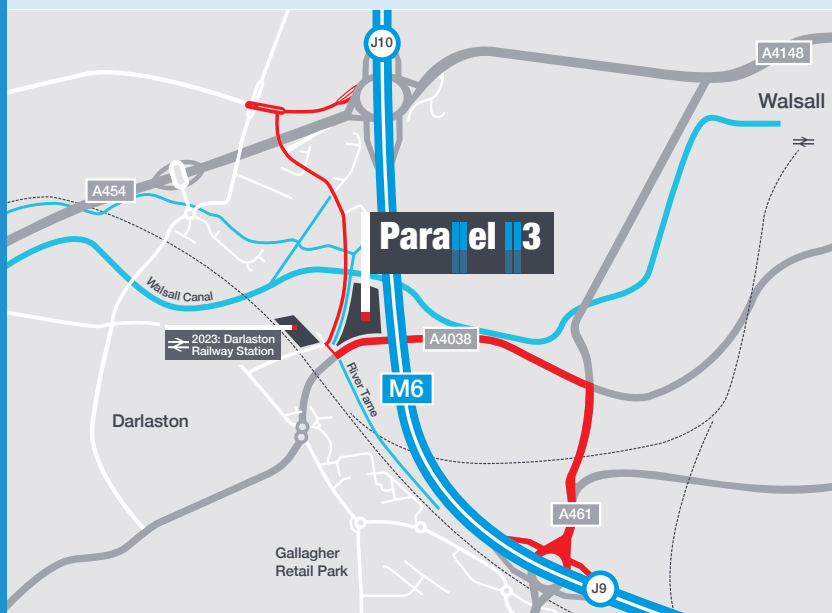 J10
A4148
Walsall
A454
Parallel 113
Walsall Canal
2023: Darlaston
Railway Station
A4038
River Tame
M6
Darlaston
A461
Gallagher
Retail Park
J9